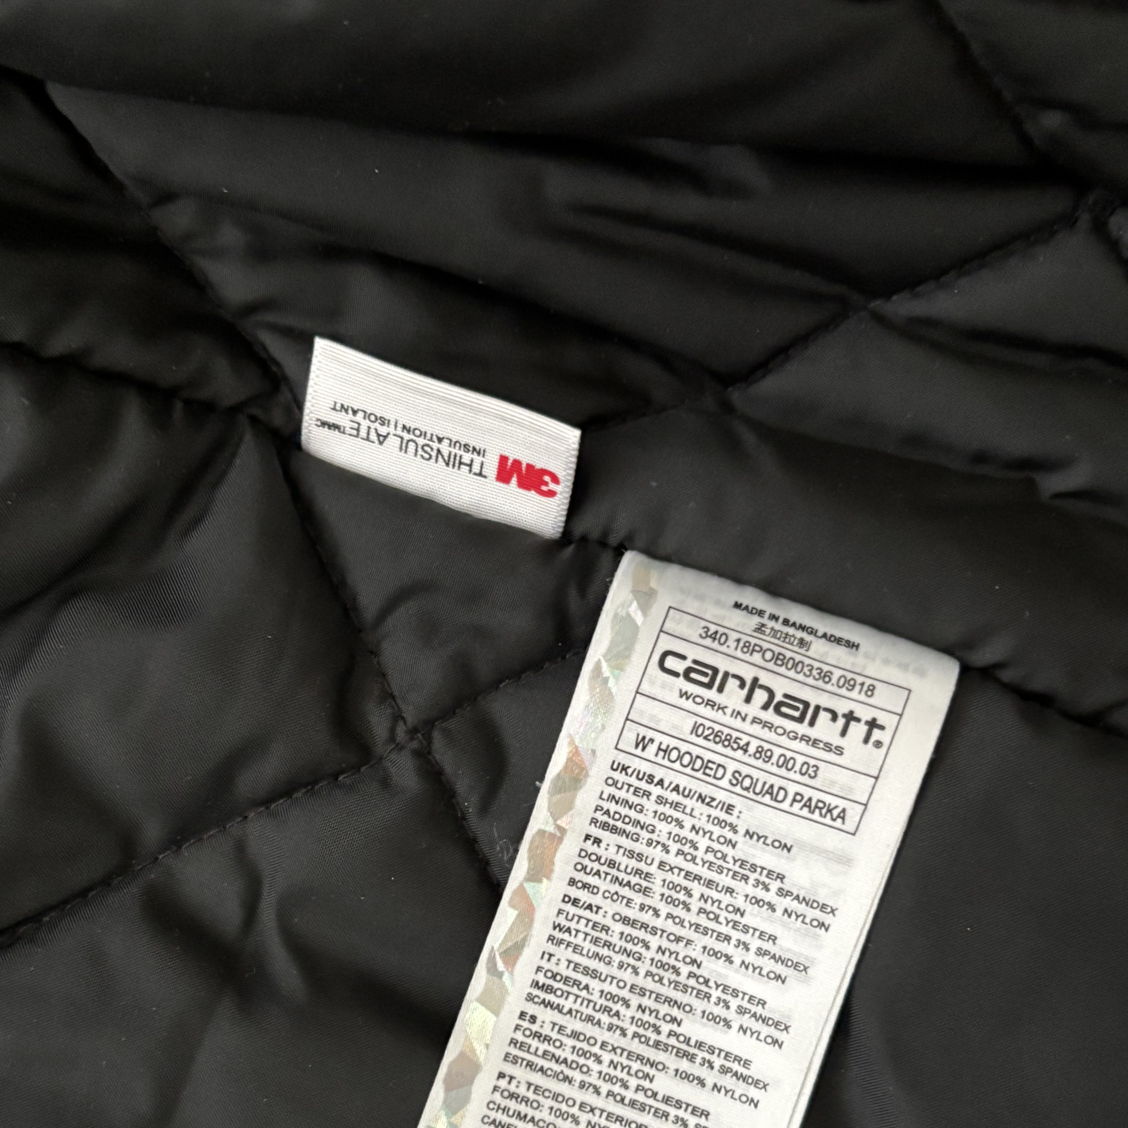 3M
THINSULATE™/MC
INSULATION | ISOLANT
MADE IN BANGLADESH
孟加拉制
340.18POB00336.0918
carhartt®
WORK IN PROGRESS
I026854.89.00.03
W' HOODED SQUAD PARKA
UK/USA/AU/NZ/IE :
OUTER SHELL: 100% NYLON
LINING: 100% NYLON
PADDING: 100% POLYESTER
RIBBING: 97% POLYESTER 3% SPANDEX
FR : TISSU EXTERIEUR: 100% NYLON
DOUBLURE: 100% NYLON
OUATINAGE: 100% POLYESTER
BORD CÔTE: 97% POLYESTER 3% SPANDEX
DE/AT : OBERSTOFF: 100% NYLON
FUTTER: 100% NYLON
WATTIERUNG: 100% POLYESTER
RIFFELUNG: 97% POLYESTER 3% SPANDEX
IT : TESSUTO ESTERNO: 100% NYLON
FODERA: 100% NYLON
IMBOTTITURA: 100% POLIESTERE
SCANALATURA: 97% POLIESTERE 3% SPANDEX
ES : TEJIDO EXTERNO: 100% NYLON
FORRO: 100% NYLON
RELLENADO: 100% POLIESTER
ESTRIACIÓN: 97% POLIESTER 3% SPANDEX
PT : TECIDO EXTERIOR: 100% NYLON
FORRO: 100% NYLON